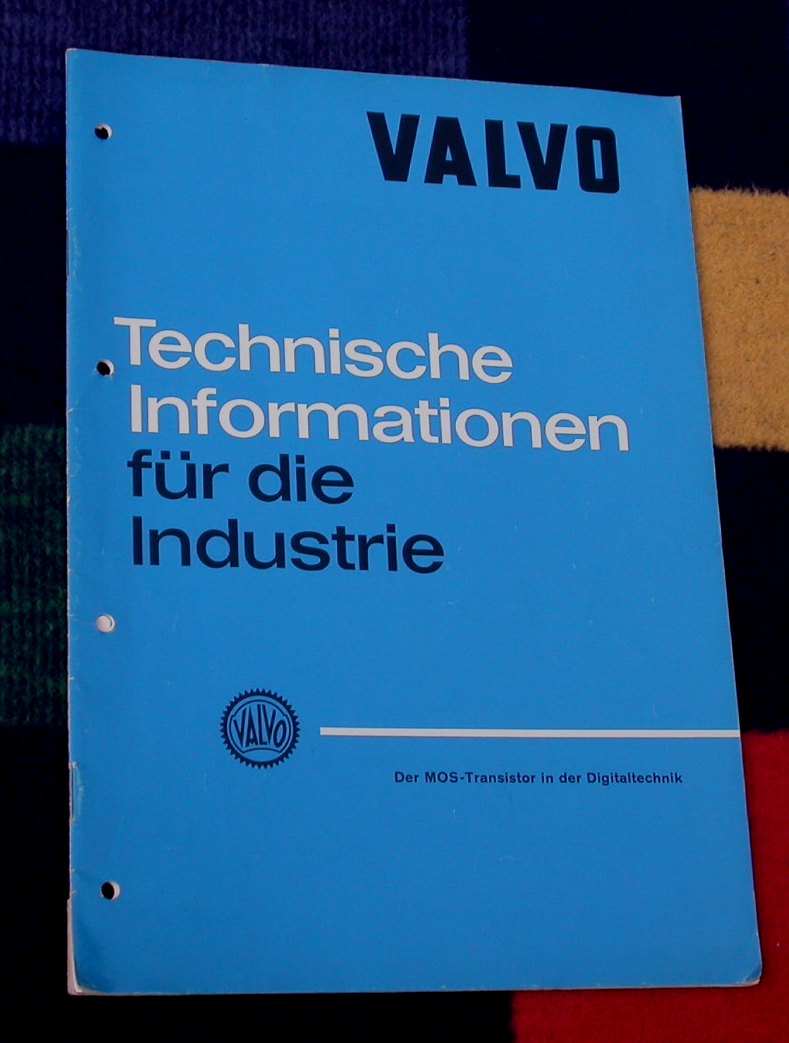 VALVO
Technische
Informationen
für die
Industrie
VALVO
Der MOS-Transistor in der Digitaltechnik